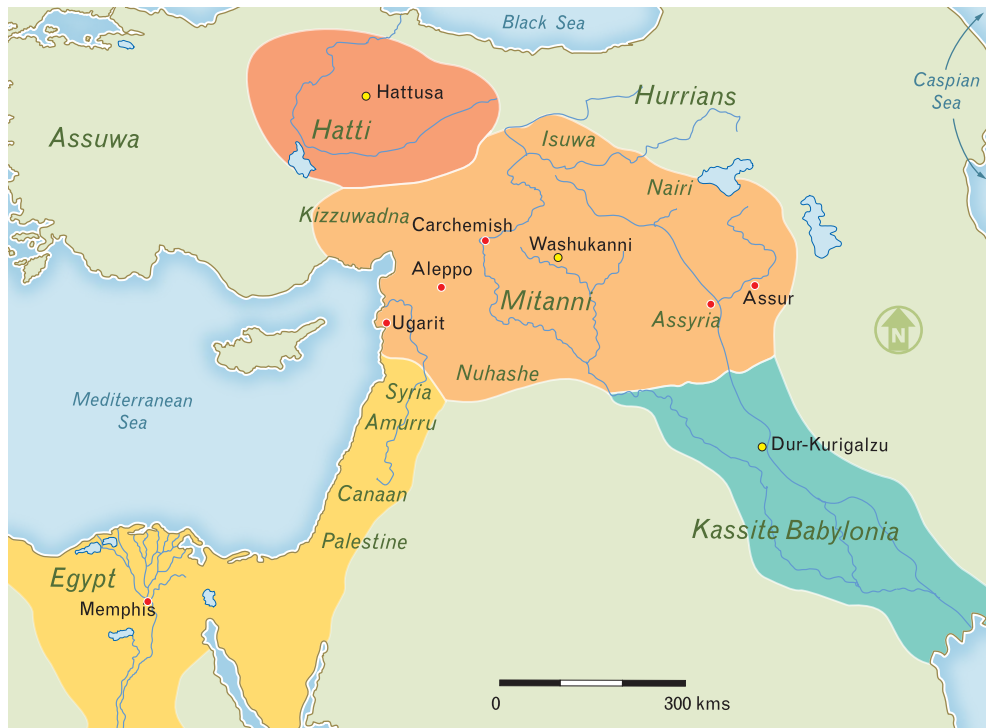 Black Sea
Caspian
Sea
Hattusa
Hatti
Hurrians
Assuwa
Isuwa
Nairi
Kizzuwadna
Carchemish
Washukanni
Aleppo
Mitanni
Assur
Ugarit
Assyria
N
Nuhashe
Syria
Mediterranean
Sea
Amurru
Dur-Kurigalzu
Canaan
Kassite Babylonia
Palestine
Egypt
Memphis
0
300 kms